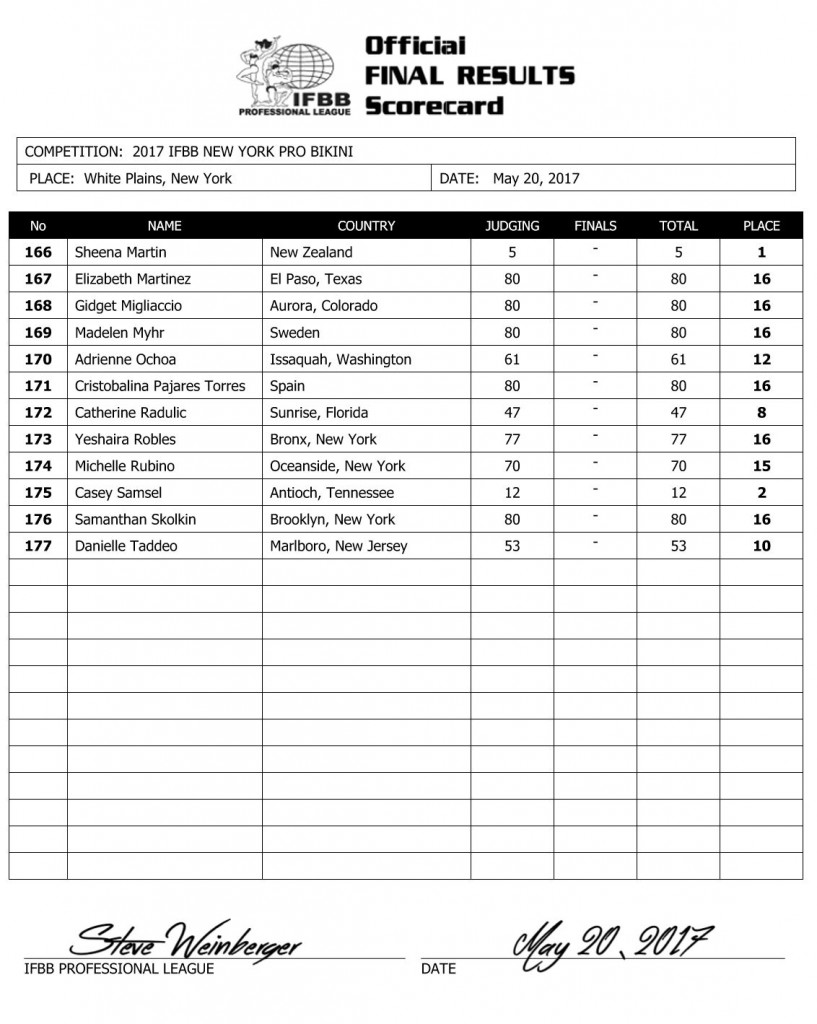 Official
FINAL RESULTS
Scorecard
IFBB
PROFESSIONAL LEAGUE
COMPETITION: 2017 IFBB NEW YORK PRO BIKINI
PLACE: White Plains, New York DATE: May 20, 2017
No NAME COUNTRY JUDGING FINALS TOTAL PLACE
166 Sheena Martin New Zealand 5 - 5 1
167 Elizabeth Martinez El Paso, Texas 80 - 80 16
168 Gidget Migliaccio Aurora, Colorado 80 - 80 16
169 Madelen Myhr Sweden 80 - 80 16
170 Adrienne Ochoa Issaquah, Washington 61 - 61 12
171 Cristobalina Pajares Torres Spain 80 - 80 16
172 Catherine Radulic Sunrise, Florida 47 - 47 8
173 Yeshaira Robles Bronx, New York 77 - 77 16
174 Michelle Rubino Oceanside, New York 70 - 70 15
175 Casey Samsel Antioch, Tennessee 12 - 12 2
176 Samanthan Skolkin Brooklyn, New York 80 - 80 16
177 Danielle Taddeo Marlboro, New Jersey 53 - 53 10
Steve Weinberger May 20, 2017
IFBB PROFESSIONAL LEAGUE DATE